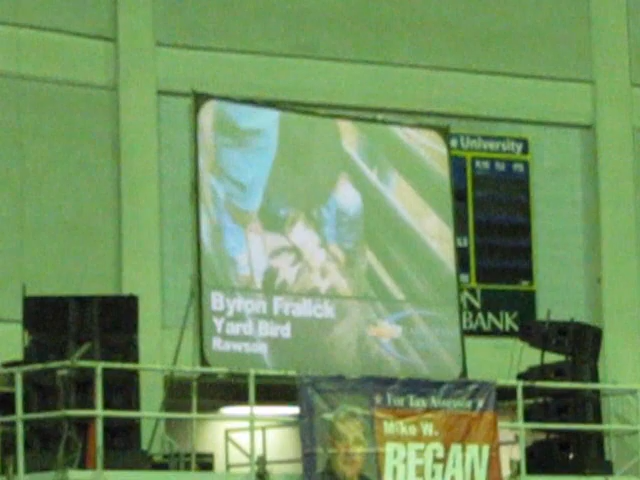 e University
Byron Fralick
Yard Bird
Rawson
N
BANK
For Tax Assessor
Mike W.
REGAN